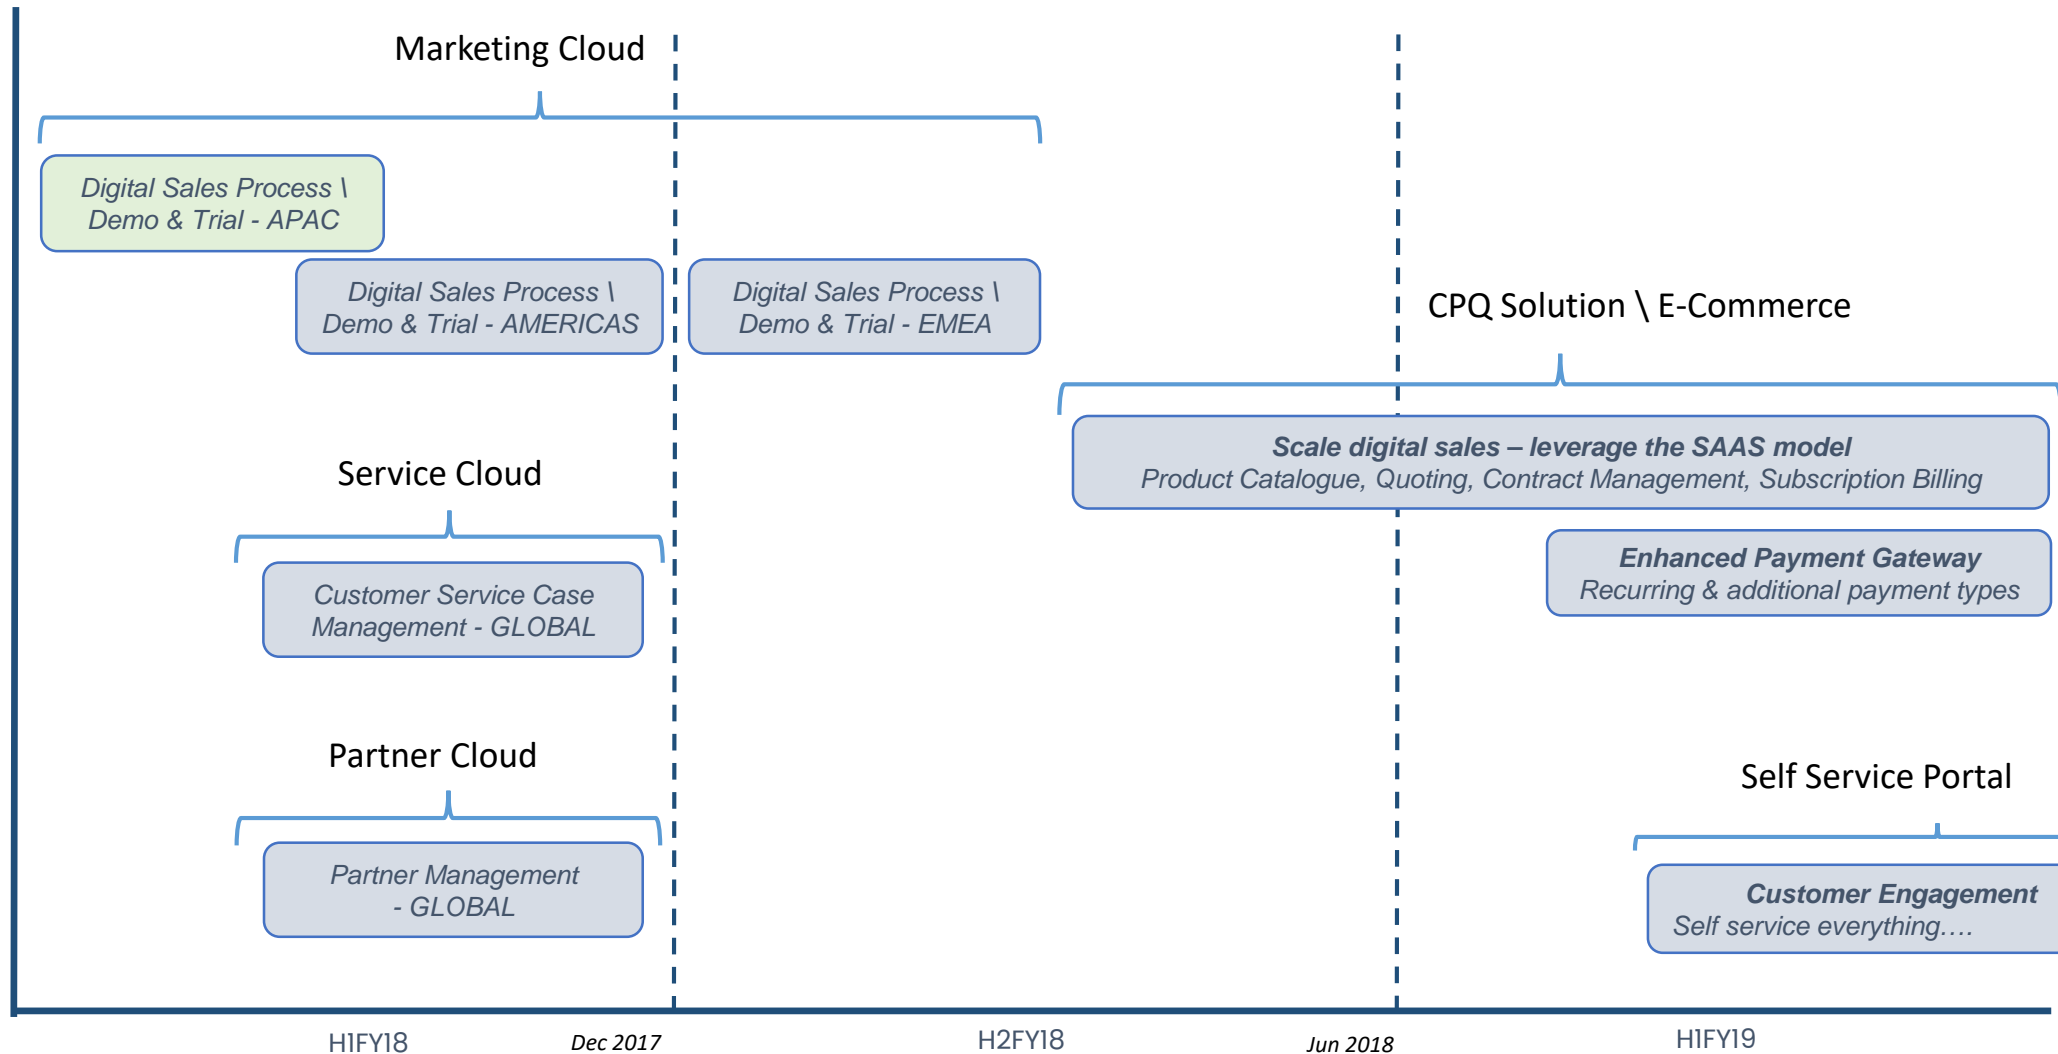 Marketing Cloud
Digital Sales Process \
Demo & Trial - APAC
Digital Sales Process \
Demo & Trial - AMERICAS
Digital Sales Process \
Demo & Trial - EMEA
CPQ Solution \ E-Commerce
Scale digital sales – leverage the SAAS model
Product Catalogue, Quoting, Contract Management, Subscription Billing
Service Cloud
Enhanced Payment Gateway
Recurring & additional payment types
Customer Service Case
Management - GLOBAL
Partner Cloud
Self Service Portal
Partner Management
- GLOBAL
Customer Engagement
Self service everything....
H1FY18
Dec 2017
H2FY18
Jun 2018
H1FY19